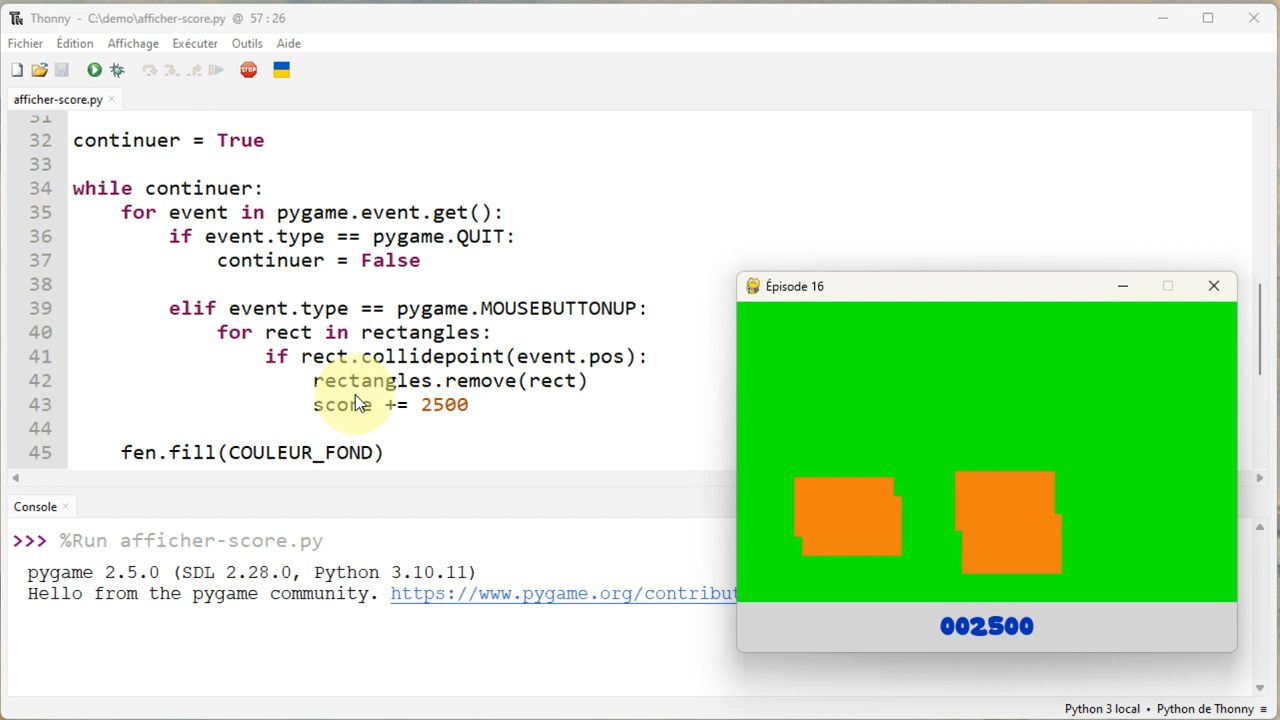 Thonny - C:\demo\afficher-score.py @ 57:26
Fichier Édition Affichage Exécuter Outils Aide
STOP
afficher-score.py ×
31
32 continuer = True
33
34 while continuer:
35     for event in pygame.event.get():
36         if event.type == pygame.QUIT:
37             continuer = False
38
39         elif event.type == pygame.MOUSEBUTTONUP:
40             for rect in rectangles:
41                 if rect.collidepoint(event.pos):
42                     rectangles.remove(rect)
43                     score += 2500
44
45     fen.fill(COULEUR_FOND)
Console ×
>>> %Run afficher-score.py
pygame 2.5.0 (SDL 2.28.0, Python 3.10.11)
Hello from the pygame community. https://www.pygame.org/contribut
Épisode 16
002500
Python 3 local • Python de Thonny ≡